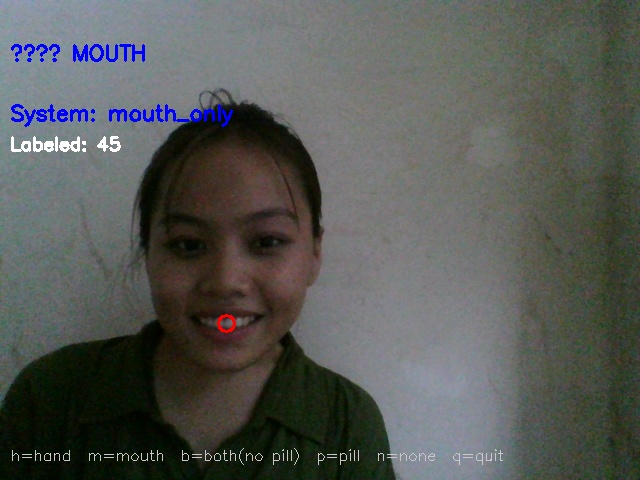 ???? MOUTH
System: mouth_only
Labeled: 45
h=hand m=mouth b=both(no pill) p=pill n=none q=quit